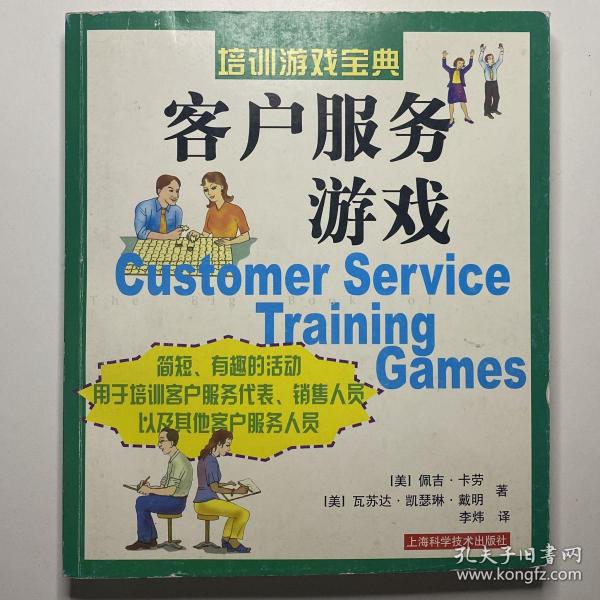 培训游戏宝典
客户服务
游戏
The Big Book of
Customer Service
Training
Games
简短、有趣的活动
用于培训客户服务代表、销售人员
以及其他客户服务人员
[美] 佩吉·卡劳
[美] 瓦苏达·凯瑟琳·戴明 著
李炜 译
上海科学技术出版社
孔夫子旧书网
www.kongfz.com